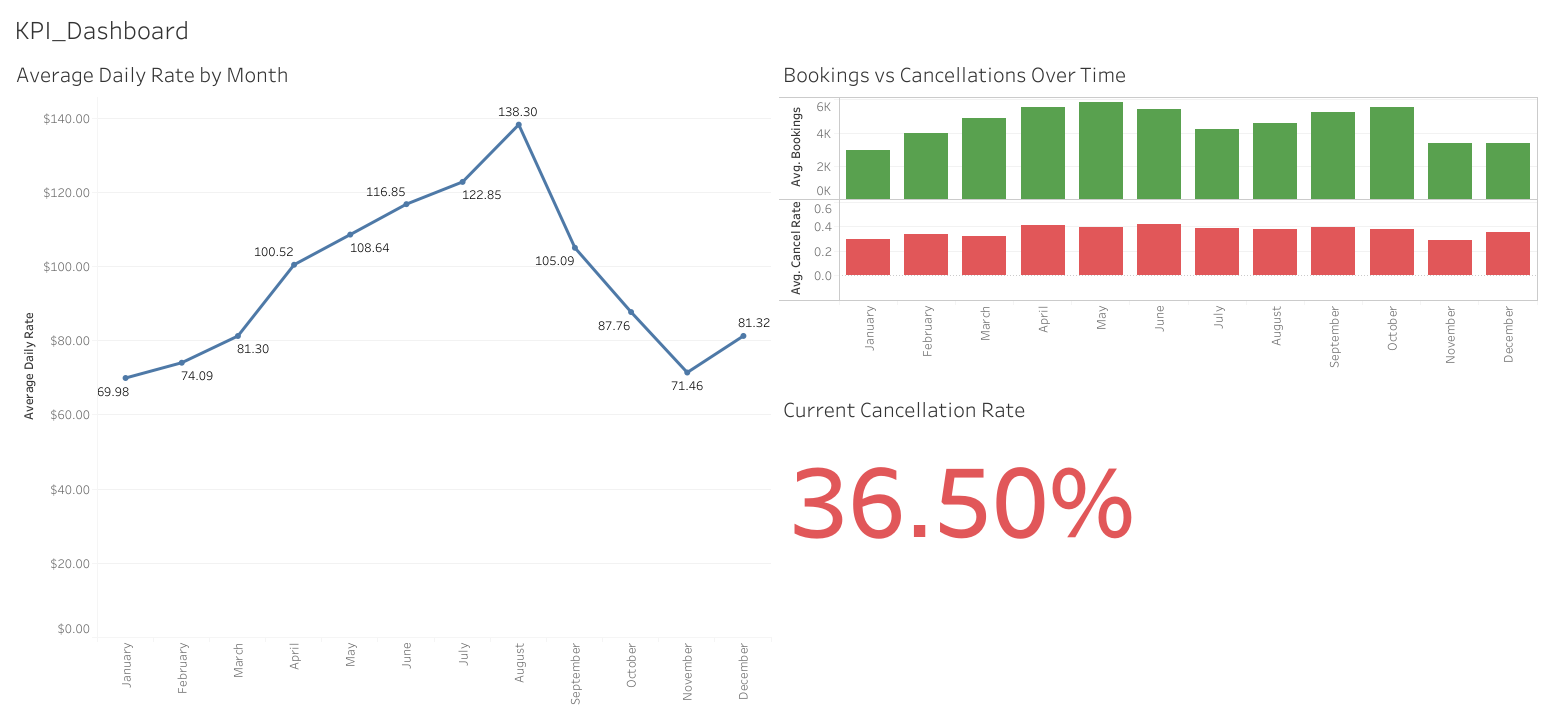 KPI_Dashboard
Average Daily Rate by Month
Average Daily Rate
$140.00
$120.00
$100.00
$80.00
$60.00
$40.00
$20.00
$0.00
69.98
74.09
81.30
100.52
108.64
116.85
122.85
138.30
105.09
87.76
71.46
81.32
January
February
March
April
May
June
July
August
September
October
November
December
Bookings vs Cancellations Over Time
Avg. Bookings
6K
4K
2K
0K
Avg. Cancel Rate
0.6
0.4
0.2
0.0
January
February
March
April
May
June
July
August
September
October
November
December
Current Cancellation Rate
36.50%